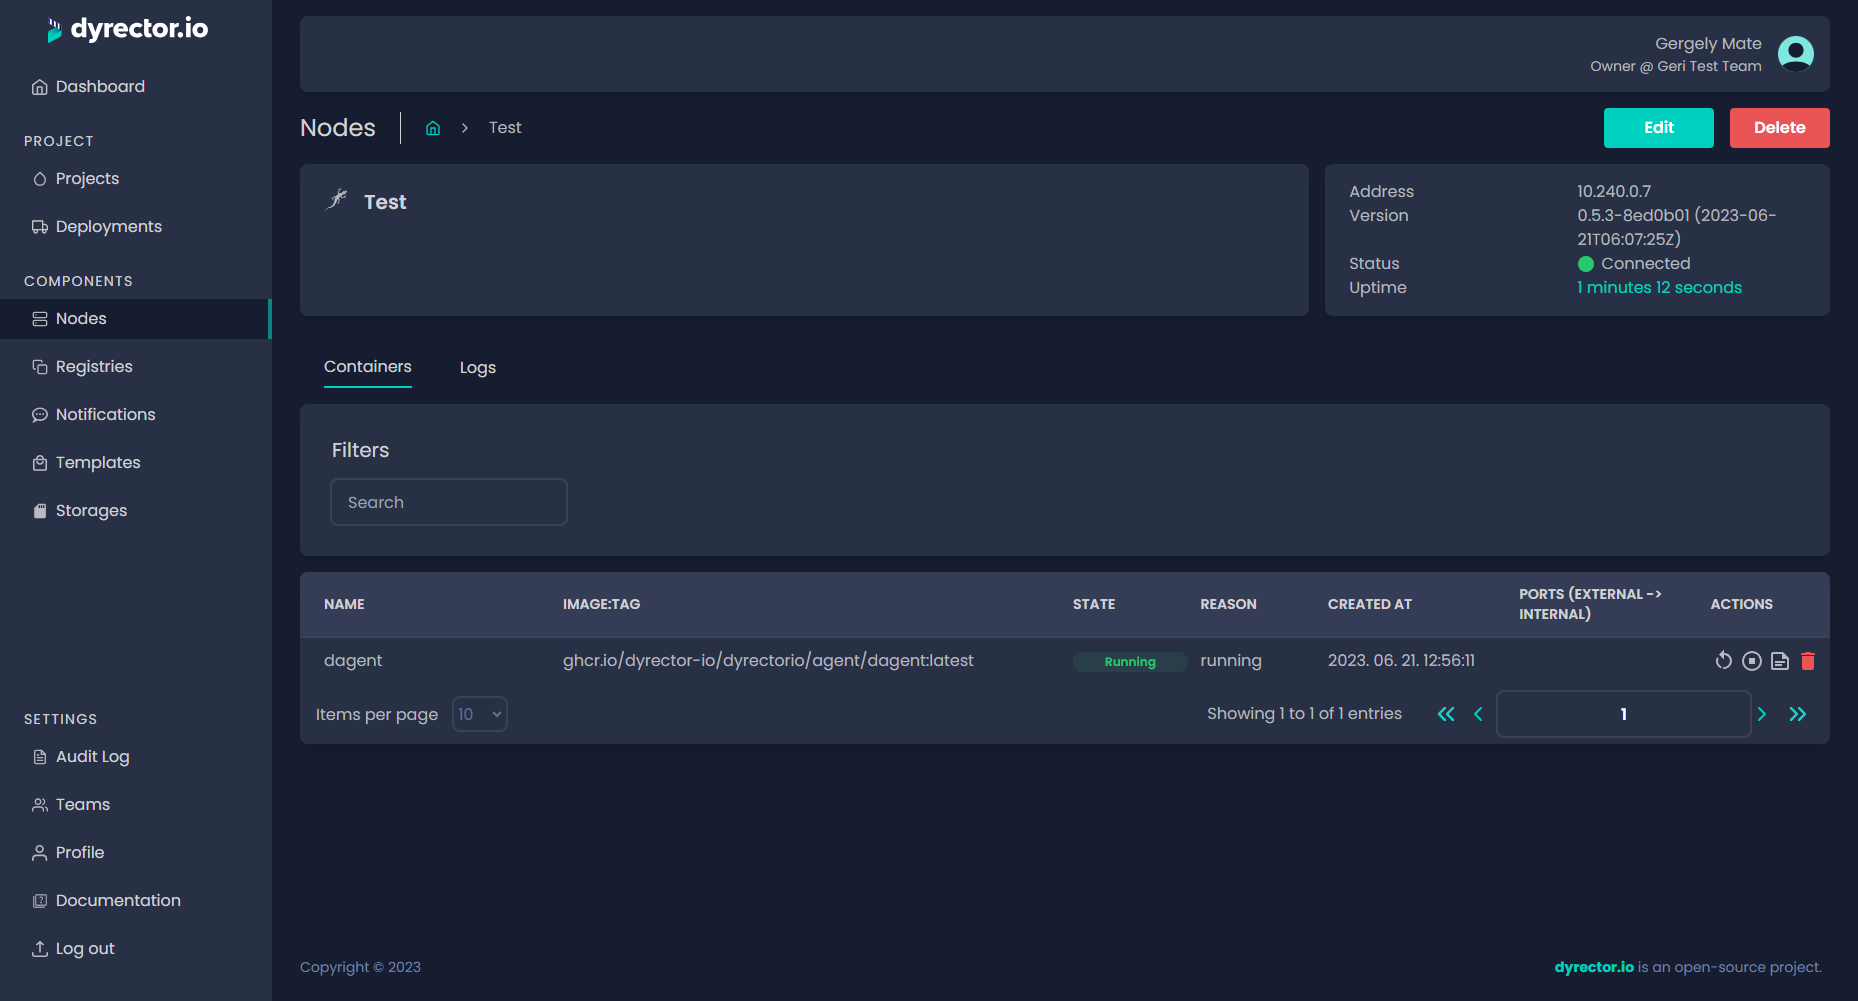 dyrector.io
Dashboard
PROJECT
Projects
Deployments
COMPONENTS
Nodes
Registries
Notifications
Templates
Storages
SETTINGS
Audit Log
Teams
Profile
Documentation
Log out
Gergely Mate
Owner @ Geri Test Team
Nodes
Test
Edit
Delete
Test
Address 10.240.0.7
Version 0.5.3-8ed0b01 (2023-06-
21T06:07:25Z)
Status Connected
Uptime 1 minutes 12 seconds
Containers Logs
Filters
Search
NAME IMAGE:TAG STATE REASON CREATED AT PORTS (EXTERNAL ->
INTERNAL) ACTIONS
dagent ghcr.io/dyrector-io/dyrectorio/agent/dagent:latest Running running 2023. 06. 21. 12:56:11
Items per page 10 Showing 1 to 1 of 1 entries 1
Copyright © 2023 dyrector.io is an open-source project.